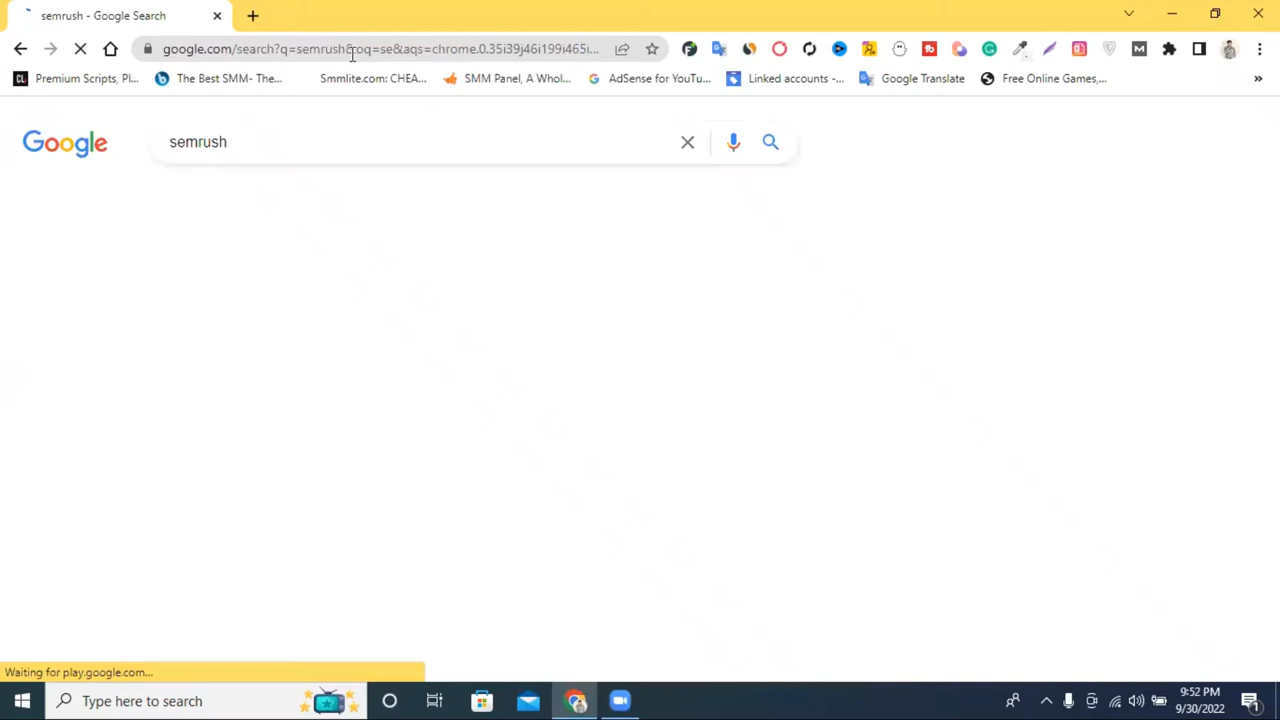 semrush - Google Search
google.com/search?q=semrush&oq=se&aqs=chrome.0.35i39j46i199i465i...
Premium Scripts, Pl...
The Best SMM- The...
Smmlite.com: CHEA...
SMM Panel, A Whol...
AdSense for YouTu...
Linked accounts -...
Google Translate
Free Online Games,...
Google
semrush
Waiting for play.google.com...
Type here to search
9:52 PM
9/30/2022